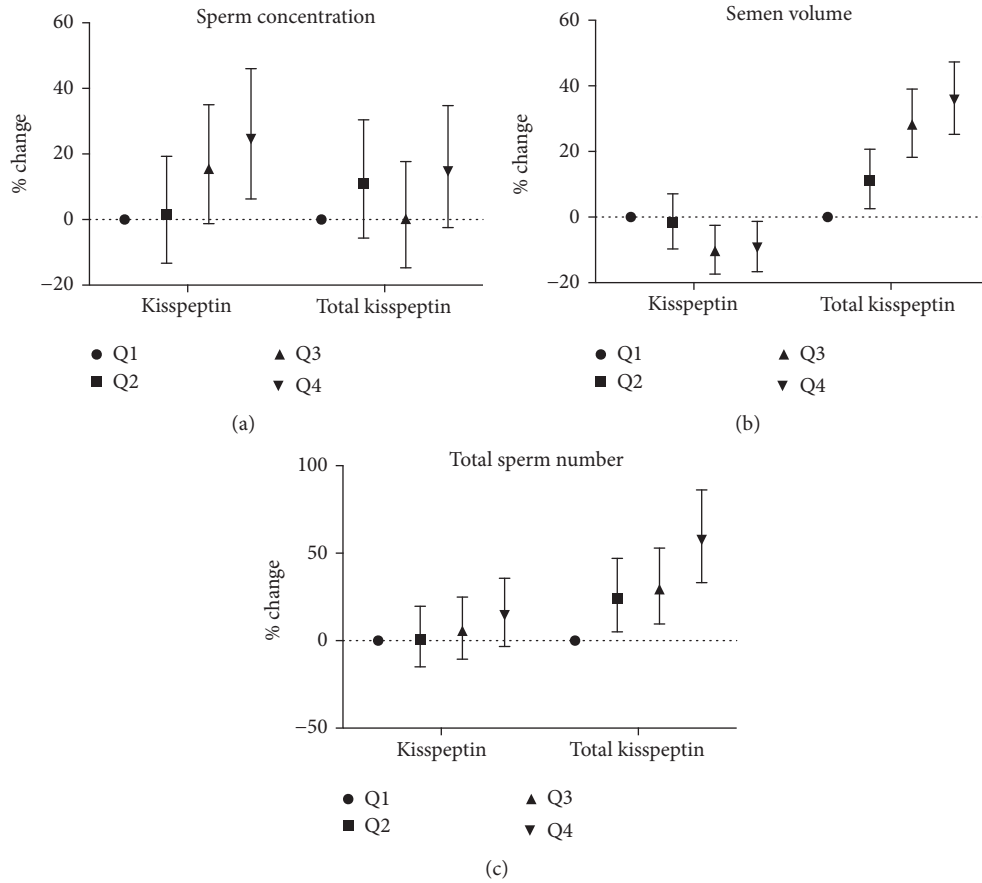 Sperm concentration
60
40
20
0
−20
% change
Kisspeptin
Total kisspeptin
Q1
Q3
Q2
Q4
(a)
Semen volume
60
40
20
0
−20
% change
Kisspeptin
Total kisspeptin
Q1
Q3
Q2
Q4
(b)
Total sperm number
100
50
0
−50
% change
Kisspeptin
Total kisspeptin
Q1
Q3
Q2
Q4
(c)